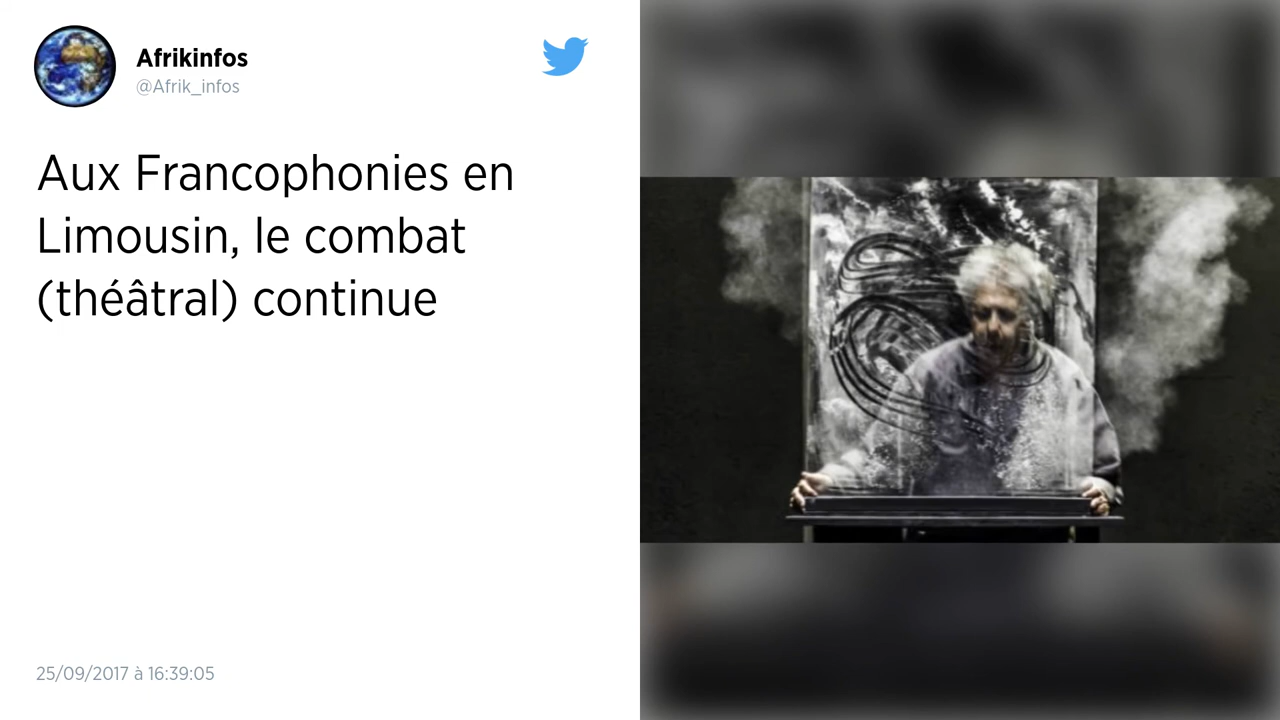 Afrikinfos
@Afrik_infos
Aux Francophonies en
Limousin, le combat
(théâtral) continue
25/09/2017 à 16:39:05